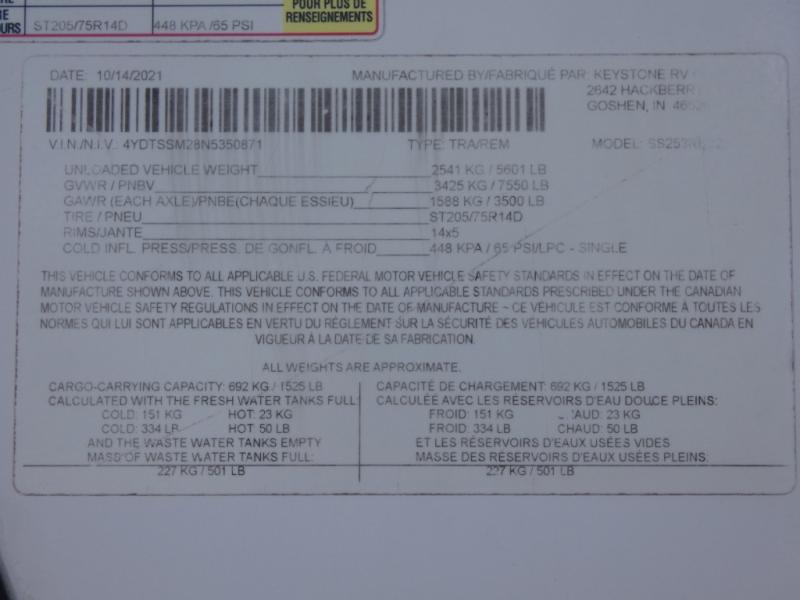 POUR PLUS DE
RENSEIGNEMENTS
ST205/75R14D 448 KPA /65 PSI
DATE: 10/14/2021 MANUFACTURED BY/FABRIQUÉ PAR: KEYSTONE RV
2642 HACKBERR
GOSHEN, IN
V.I.N./N.I.V.: 4YDTSSM28N5350871 TYPE: TRA/REM MODEL:
UNLOADED VEHICLE WEIGHT 2541 KG / 5601 LB
GVWR / PNBV 3425 KG / 7550 LB
GAWR (EACH AXLE)/PNBE(CHAQUE ESSIEU) 1588 KG / 3500 LB
TIRE / PNEU ST205/75R14D
RIMS/JANTE 14x5
COLD INFL. PRESS/PRESS. DE GONFL. À FROID 448 KPA / 65 PSI/LPC - SINGLE
THIS VEHICLE CONFORMS TO ALL APPLICABLE U.S. FEDERAL MOTOR VEHICLE SAFETY STANDARDS IN EFFECT ON THE DATE OF
MANUFACTURE SHOWN ABOVE. THIS VEHICLE CONFORMS TO ALL APPLICABLE STANDARDS PRESCRIBED UNDER THE CANADIAN
MOTOR VEHICLE SAFETY REGULATIONS IN EFFECT ON THE DATE OF MANUFACTURE ~ CE VÉHICULE EST CONFORME À TOUTES LES
NORMES QUI LUI SONT APPLICABLES EN VERTU DU RÉGLEMENT SUR LA SÉCURITÉ DES VÉHICULES AUTOMOBILES DU CANADA EN
VIGUEUR À LA DATE DE SA FABRICATION.
ALL WEIGHTS ARE APPROXIMATE.
CARGO-CARRYING CAPACITY: 692 KG / 1525 LB
CALCULATED WITH THE FRESH WATER TANKS FULL:
COLD: 151 KG HOT: 23 KG
COLD: 334 LB HOT: 50 LB
AND THE WASTE WATER TANKS EMPTY
MASS OF WASTE WATER TANKS FULL:
227 KG / 501 LB
CAPACITÉ DE CHARGEMENT: 692 KG / 1525 LB
CALCULÉE AVEC LES RÉSERVOIRS D'EAU DOUCE PLEINS:
FROID: 151 KG CHAUD: 23 KG
FROID: 334 LB CHAUD: 50 LB
ET LES RÉSERVOIRS D'EAUX USÉES VIDES
MASSE DES RÉSERVOIRS D'EAUX USÉES PLEINS:
227 KG / 501 LB